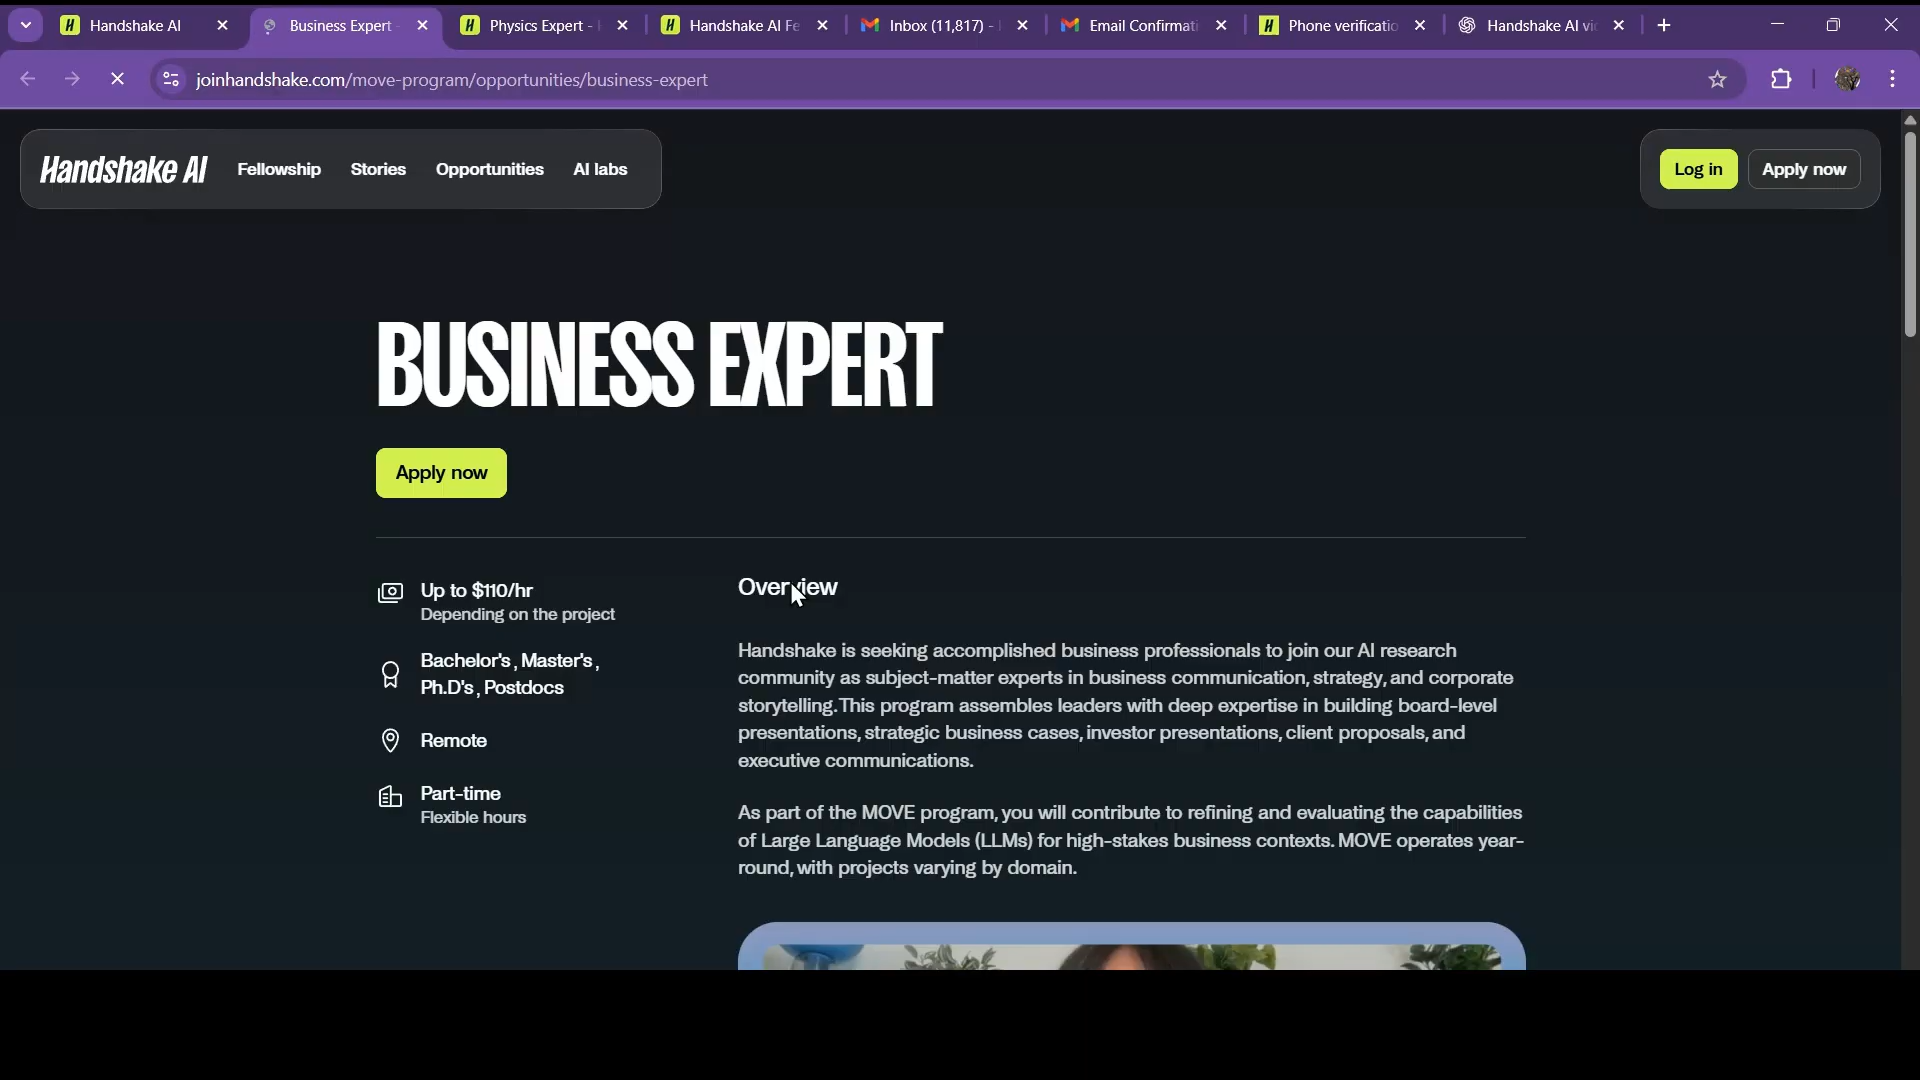 Handshake AI
Business Expert -
Physics Expert -
Handshake AI Fe
Inbox (11,817) -
Email Confirmati
Phone verificatio
Handshake AI vi
joinhandshake.com/move-program/opportunities/business-expert
Handshake AI
Fellowship
Stories
Opportunities
AI labs
Log in
Apply now
BUSINESS EXPERT
Apply now
Up to $110/hr
Depending on the project
Bachelor's, Master's,
Ph.D's, Postdocs
Remote
Part-time
Flexible hours
Overview
Handshake is seeking accomplished business professionals to join our AI research
community as subject-matter experts in business communication, strategy, and corporate
storytelling. This program assembles leaders with deep expertise in building board-level
presentations, strategic business cases, investor presentations, client proposals, and
executive communications.
As part of the MOVE program, you will contribute to refining and evaluating the capabilities
of Large Language Models (LLMs) for high-stakes business contexts. MOVE operates year-
round, with projects varying by domain.